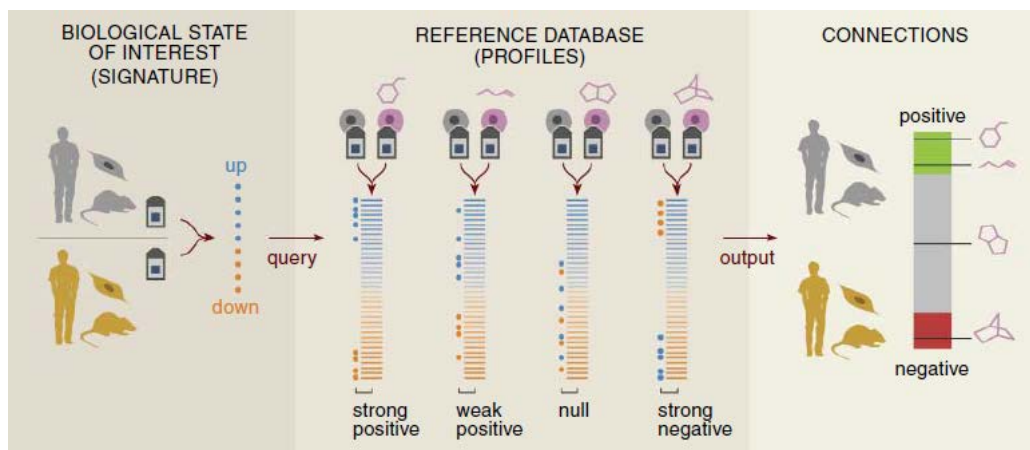 BIOLOGICAL STATE
OF INTEREST
(SIGNATURE)
up
down
query
REFERENCE DATABASE
(PROFILES)
strong
positive
weak
positive
null
strong
negative
output
CONNECTIONS
positive
negative